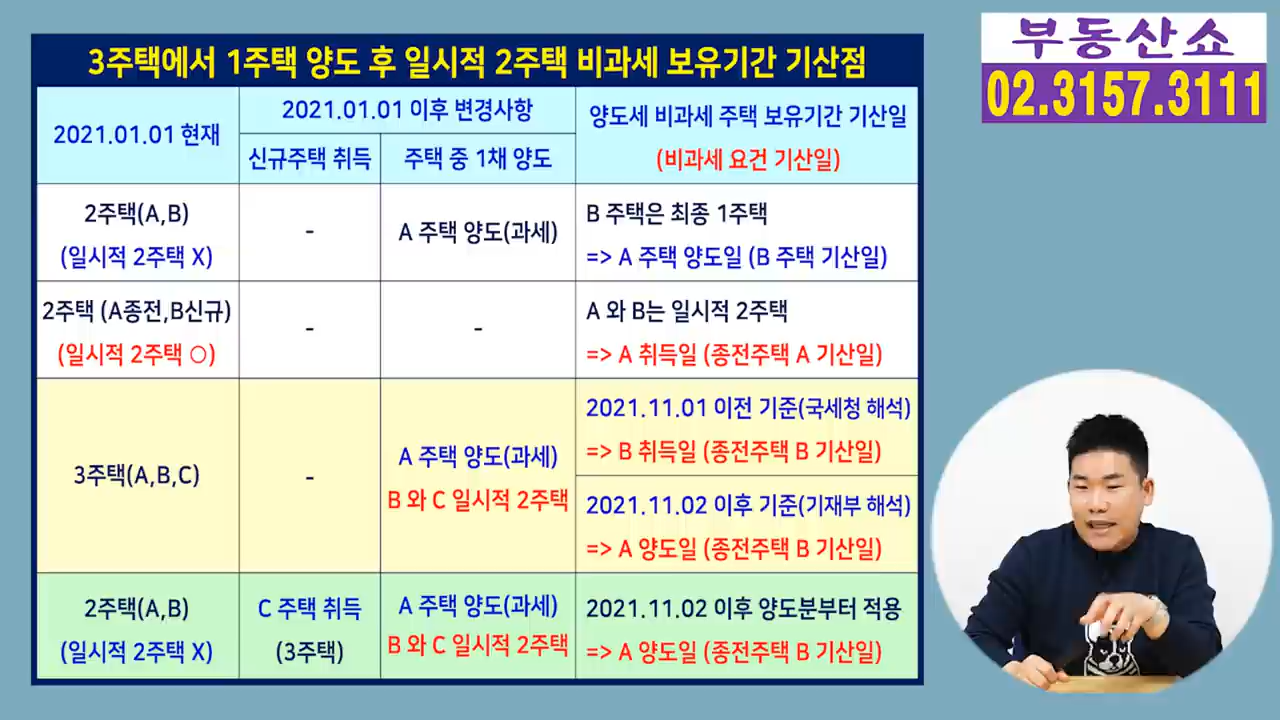 부동산쇼
02.3157.3111
3주택에서 1주택 양도 후 일시적 2주택 비과세 보유기간 기산점
2021.01.01 현재
2021.01.01 이후 변경사항
신규주택 취득
주택 중 1채 양도
양도세 비과세 주택 보유기간 기산일
(비과세 요건 기산일)
2주택(A,B)
(일시적 2주택 X)
-
A 주택 양도(과세)
B 주택은 최종 1주택
=> A 주택 양도일 (B 주택 기산일)
2주택 (A종전,B신규)
(일시적 2주택 ○)
-
-
A 와 B는 일시적 2주택
=> A 취득일 (종전주택 A 기산일)
3주택(A,B,C)
-
A 주택 양도(과세)
B 와 C 일시적 2주택
2021.11.01 이전 기준(국세청 해석)
=> B 취득일 (종전주택 B 기산일)
2021.11.02 이후 기준(기재부 해석)
=> A 양도일 (종전주택 B 기산일)
2주택(A,B)
(일시적 2주택 X)
C 주택 취득
(3주택)
A 주택 양도(과세)
B 와 C 일시적 2주택
2021.11.02 이후 양도분부터 적용
=> A 양도일 (종전주택 B 기산일)